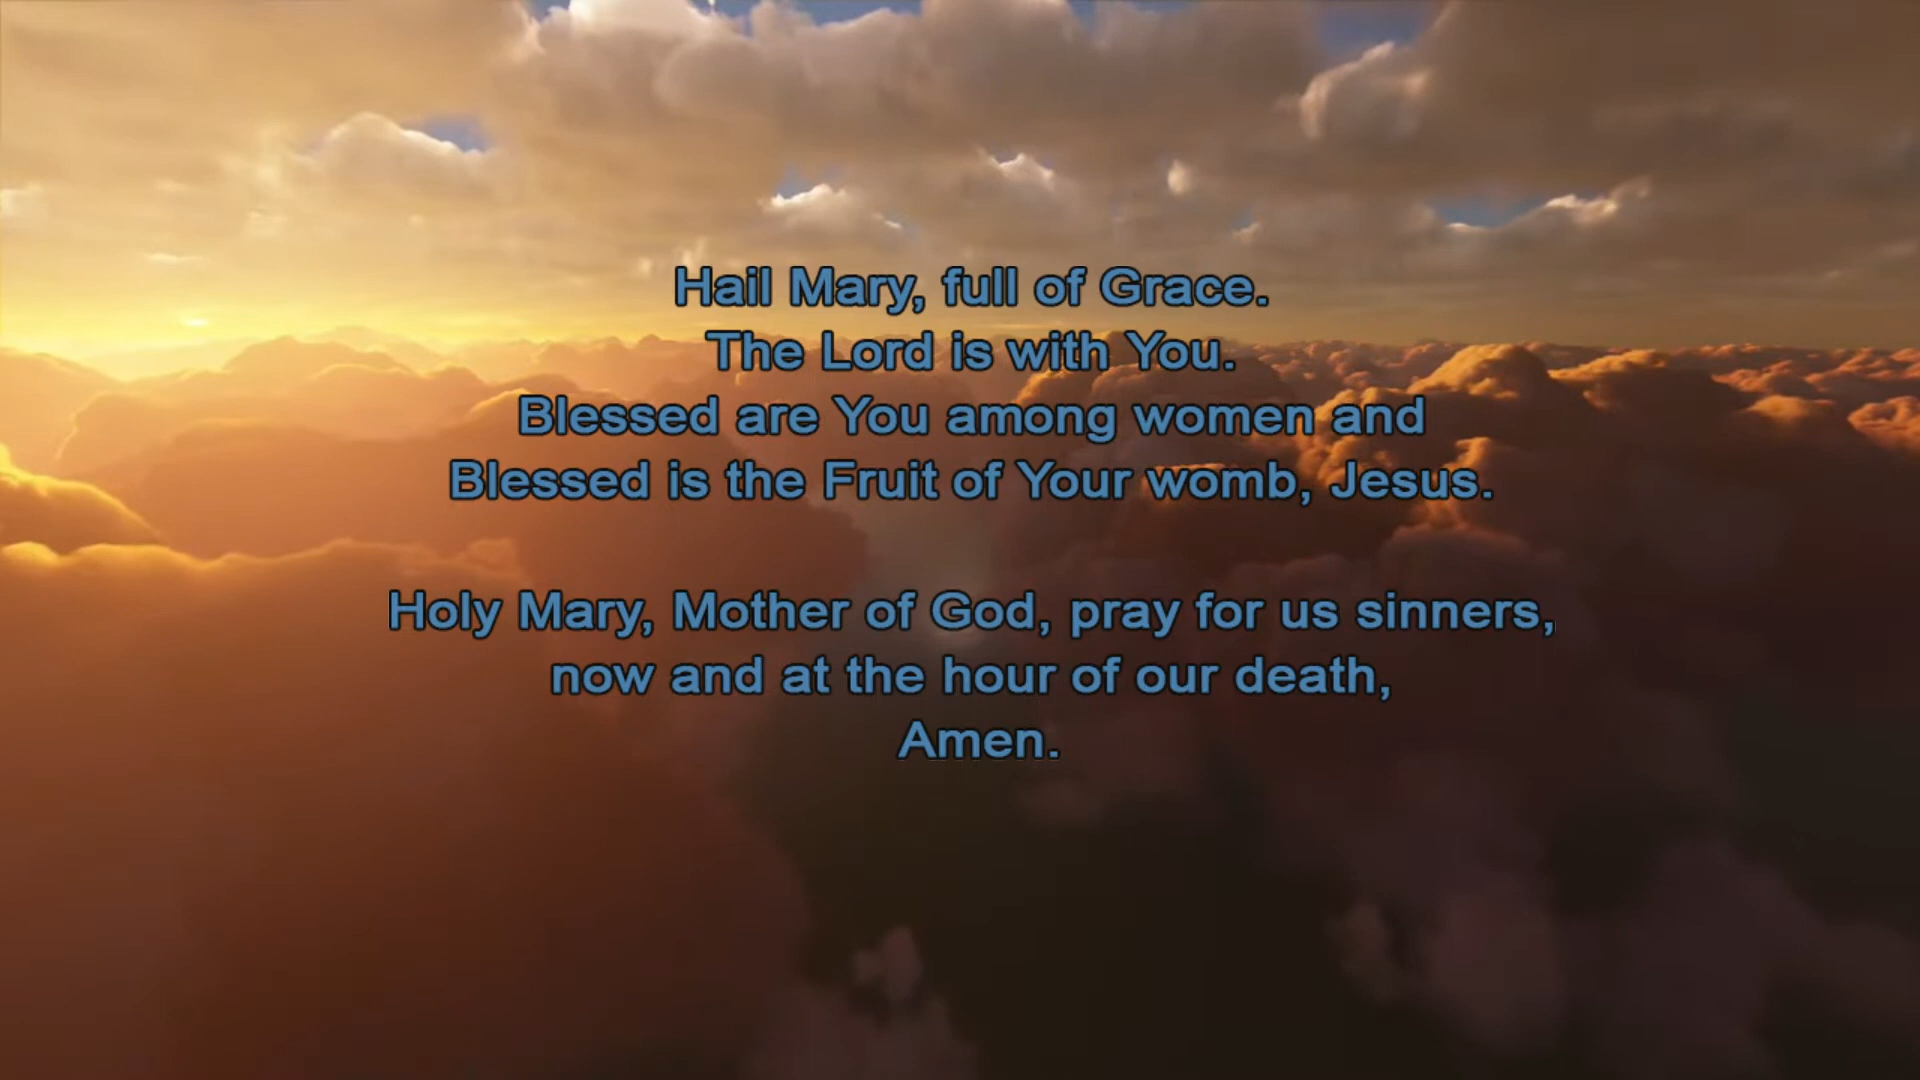 Hail Mary, full of Grace.
The Lord is with You.
Blessed are You among women and
Blessed is the Fruit of Your womb, Jesus.
Holy Mary, Mother of God, pray for us sinners,
now and at the hour of our death,
Amen.